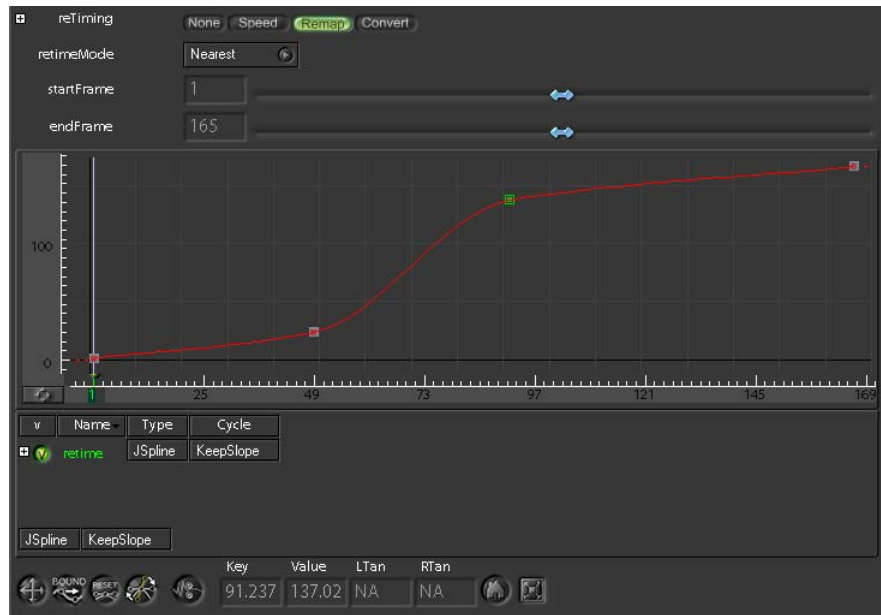 reTiming None Speed Remap Convert
retimeMode Nearest
startFrame 1
endFrame 165
100
0
1 25 49 73 97 121 145 169
v Name Type Cycle
V retime JSpline KeepSlope
JSpline KeepSlope
Key Value LTan RTan
BOUND RESET 91.237 137.02 NA NA